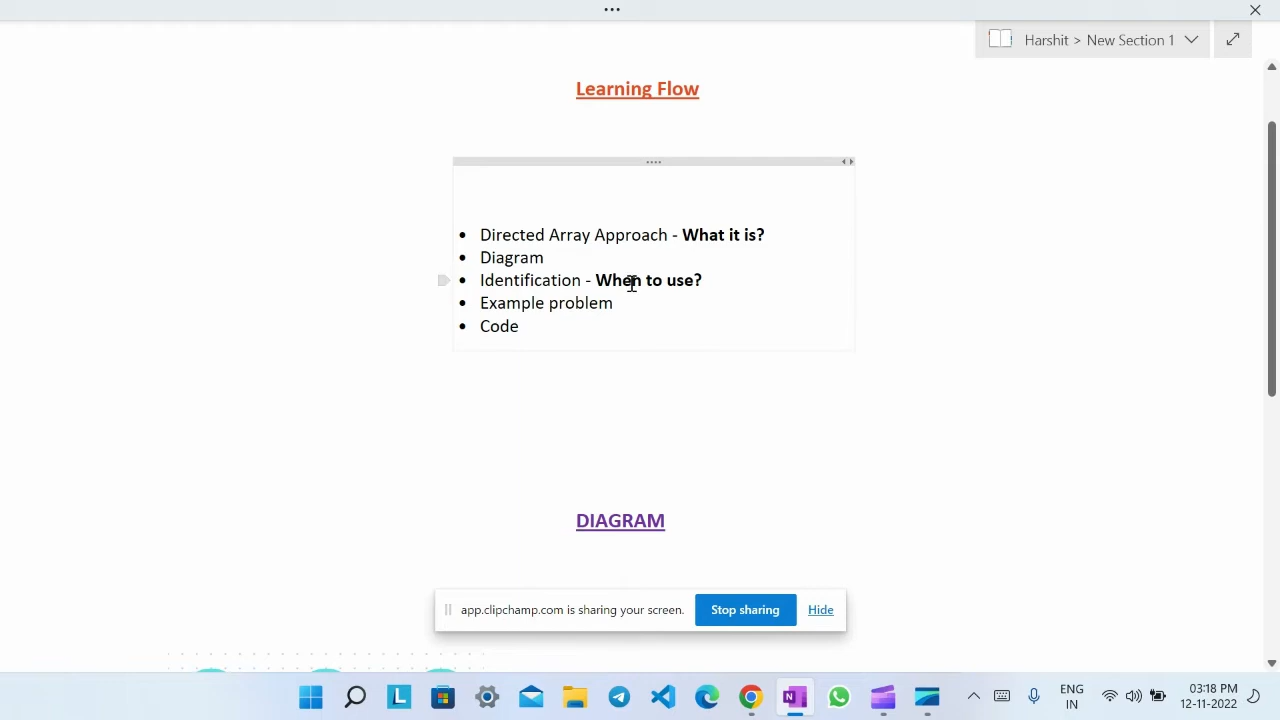 Harshit > New Section 1
Learning Flow
• Directed Array Approach - What it is?
• Diagram
• Identification - When to use?
• Example problem
• Code
DIAGRAM
app.clipchamp.com is sharing your screen. Stop sharing Hide
ENG
IN
03:18 PM
12-11-2022